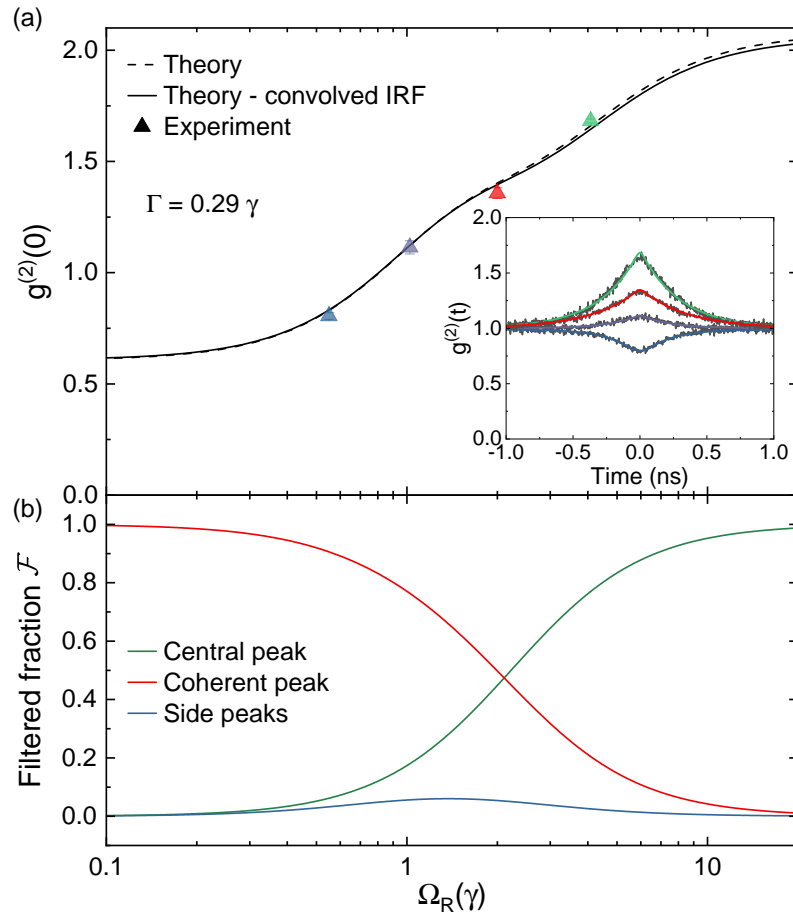 (a)
2.0
1.5
1.0
0.5
0.0
g⁽²⁾(0)
Theory
Theory - convolved IRF
Experiment
Γ = 0.29 γ
2.0
1.5
1.0
0.5
0.0
g⁽²⁾(t)
-1.0 -0.5 0.0 0.5 1.0
Time (ns)
(b)
1.0
0.8
0.6
0.4
0.2
0.0
Filtered fraction ℱ
Central peak
Coherent peak
Side peaks
0.1 1 10
Ω_R(γ)